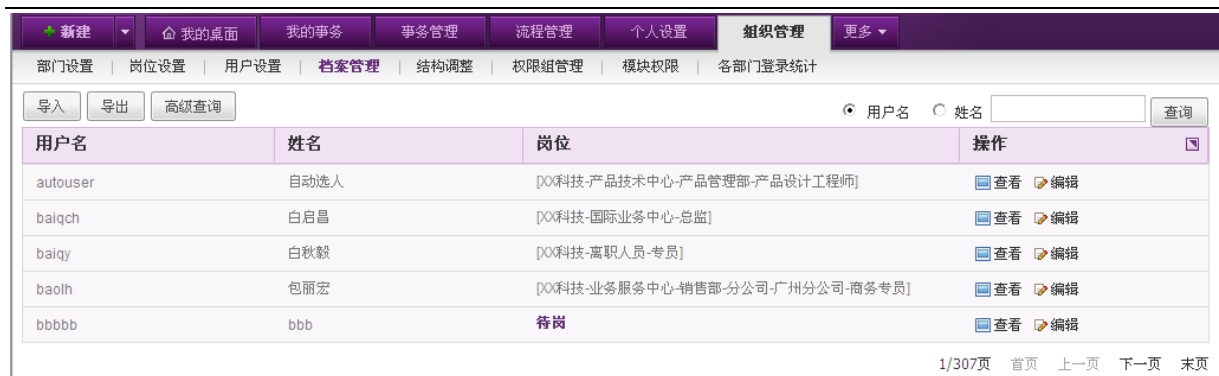 新建 我的桌面 我的事务 事务管理 流程管理 个人设置 组织管理 更多
部门设置 | 岗位设置 | 用户设置 | 档案管理 | 结构调整 | 权限组管理 | 模块权限 | 各部门登录统计
导入 导出 高级查询 用户名 姓名 查询
用户名 姓名 岗位 操作
autouser 自动选人 [XX科技-产品技术中心-产品管理部-产品设计工程师] 查看 编辑
baiqch 白启昌 [XX科技-国际业务中心-总监] 查看 编辑
baiqy 白秋毅 [XX科技-离职人员-专员] 查看 编辑
baolh 包丽宏 [XX科技-业务服务中心-销售部-分公司-广州分公司-商务专员] 查看 编辑
bbbbb bbb 待岗 查看 编辑
1/307页 首页 上一页 下一页 末页